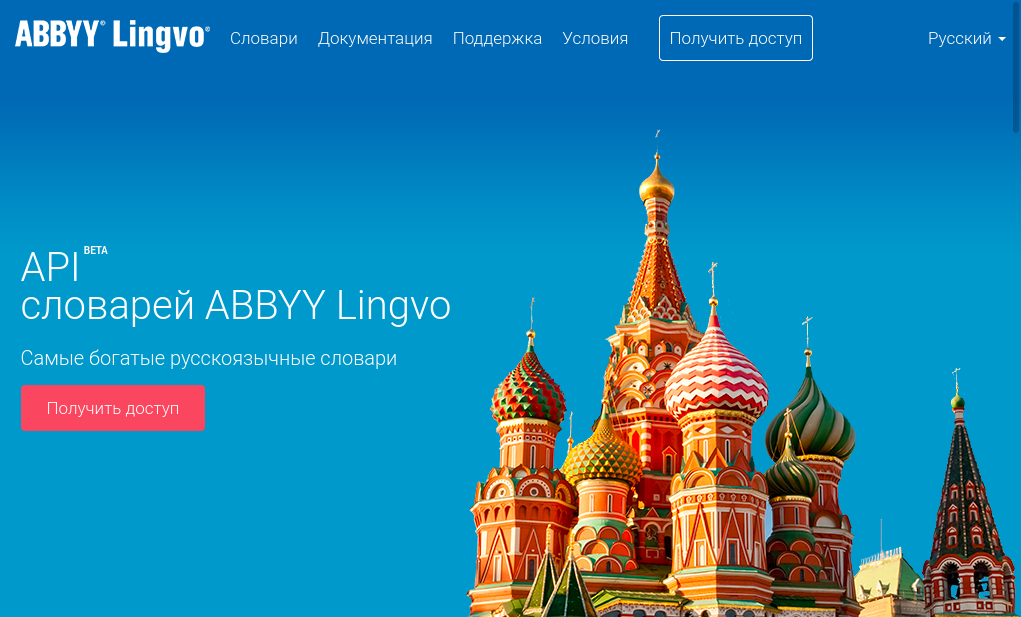 ABBYY® Lingvo®
Словари
Документация
Поддержка
Условия
Получить доступ
Русский
API BETA
словарей ABBYY Lingvo
Самые богатые русскоязычные словари
Получить доступ